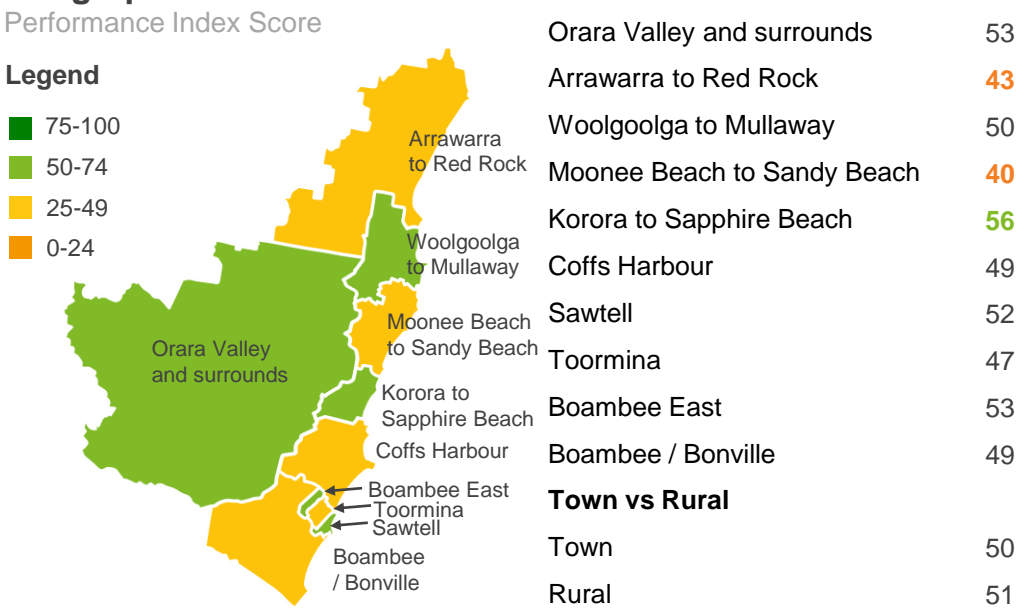 Performance Index Score
Legend
75-100
50-74
25-49
0-24
Arrawarra
to Red Rock
Woolgoolga
to Mullaway
Moonee Beach
to Sandy Beach
Orara Valley
and surrounds
Korora to
Sapphire Beach
Coffs Harbour
Boambee East
Toormina
Sawtell
Boambee
/ Bonville
Orara Valley and surrounds 53
Arrawarra to Red Rock 43
Woolgoolga to Mullaway 50
Moonee Beach to Sandy Beach 40
Korora to Sapphire Beach 56
Coffs Harbour 49
Sawtell 52
Toormina 47
Boambee East 53
Boambee / Bonville 49
Town vs Rural
Town 50
Rural 51